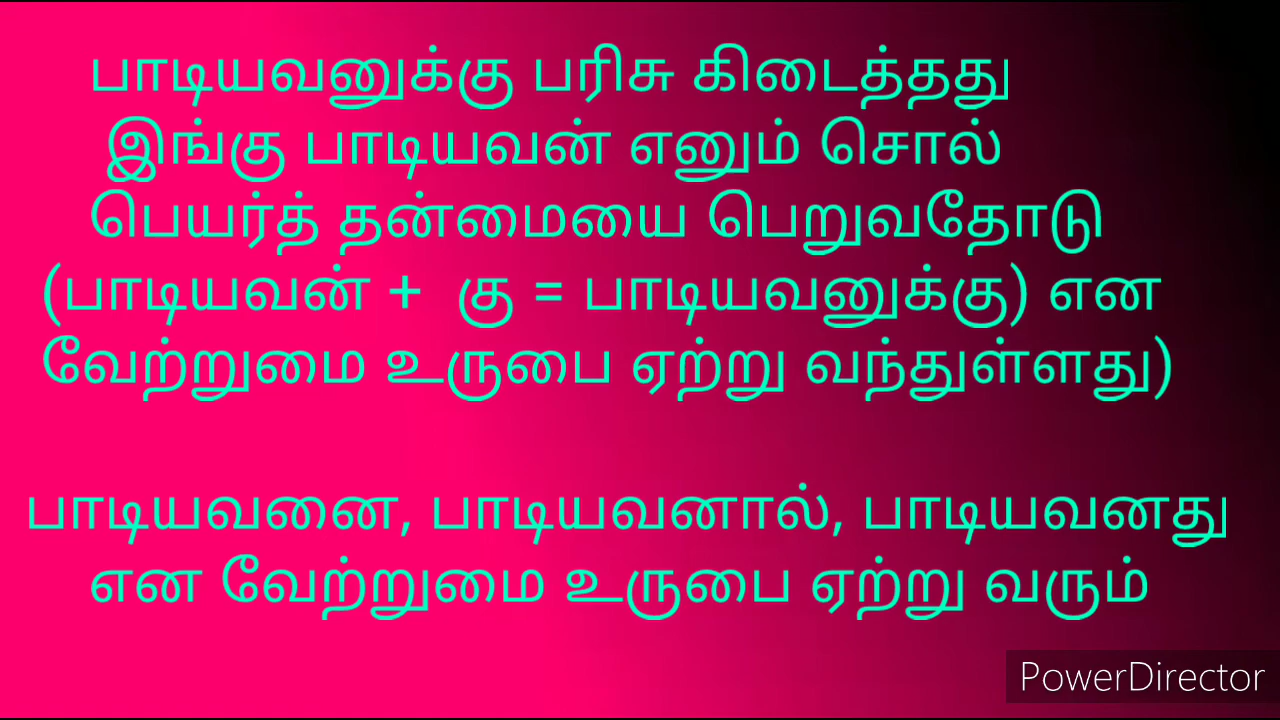 பாடியவனுக்கு பரிசு கிடைத்தது
இங்கு பாடியவன் எனும் சொல்
பெயர்த் தன்மையை பெறுவதோடு
(பாடியவன் + கு = பாடியவனுக்கு) என
வேற்றுமை உருபை ஏற்று வந்துள்ளது)
பாடியவனை, பாடியவனால், பாடியவனது
என வேற்றுமை உருபை ஏற்று வரும்
PowerDirector